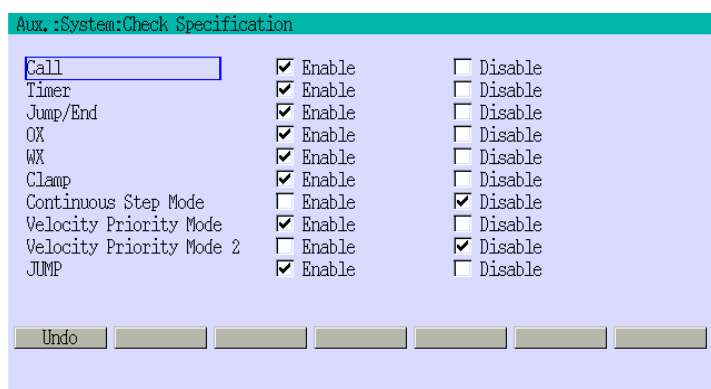 Aux.:System:Check Specification
Call Enable Disable
Timer Enable Disable
Jump/End Enable Disable
OX Enable Disable
WX Enable Disable
Clamp Enable Disable
Continuous Step Mode Enable Disable
Velocity Priority Mode Enable Disable
Velocity Priority Mode 2 Enable Disable
JUMP Enable Disable
Undo